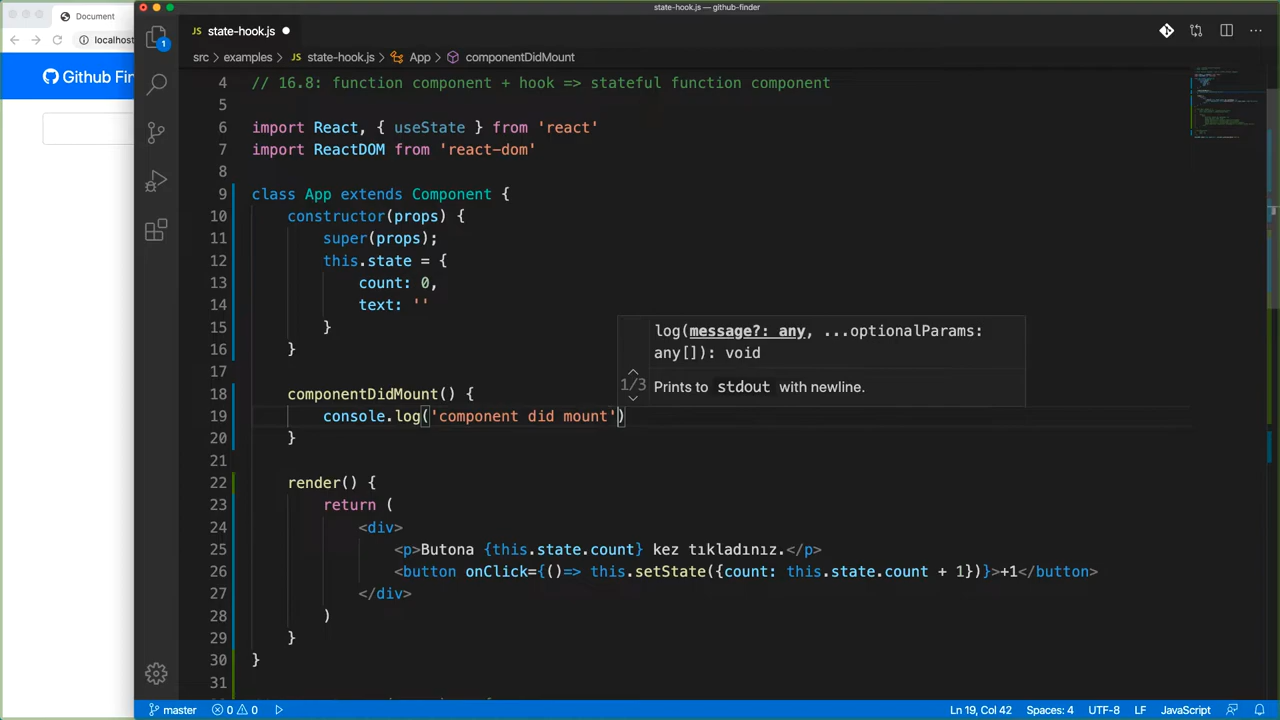 state-hook.js — github-finder
Document
localhost
Github Fin
1
JS state-hook.js
src > examples > JS state-hook.js > App > componentDidMount
4 // 16.8: function component + hook => stateful function component
5
6 import React, { useState } from 'react'
7 import ReactDOM from 'react-dom'
8
9 class App extends Component {
10 constructor(props) {
11 super(props);
12 this.state = {
13 count: 0,
14 text: ''
15 }
16 }
17
18 componentDidMount() {
19 console.log('component did mount')
20 }
21
22 render() {
23 return (
24 <div>
25 <p>Butona {this.state.count} kez tıkladınız.</p>
26 <button onClick={()=> this.setState({count: this.state.count + 1})}>+1</button>
27 </div>
28 )
29 }
30 }
31
log(message?: any, ...optionalParams:
any[]): void
1/3 Prints to stdout with newline.
master 0 0 Ln 19, Col 42 Spaces: 4 UTF-8 LF JavaScript